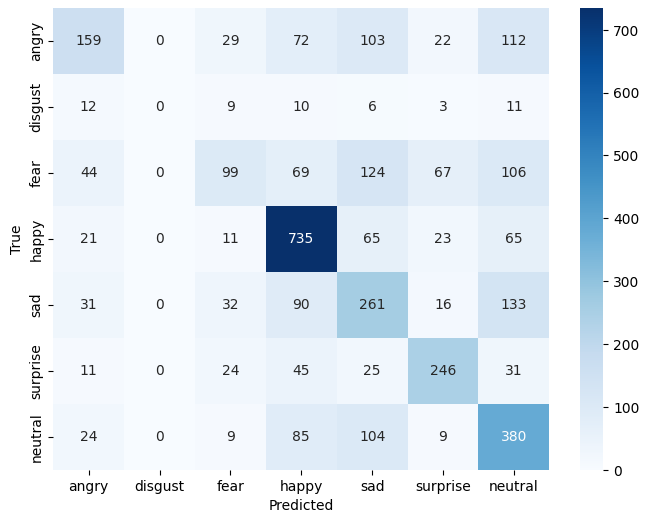 angry 159 0 29 72 103 22 112
disgust 12 0 9 10 6 3 11
fear 44 0 99 69 124 67 106
happy 21 0 11 735 65 23 65
sad 31 0 32 90 261 16 133
surprise 11 0 24 45 25 246 31
neutral 24 0 9 85 104 9 380
angry disgust fear happy sad surprise neutral
Predicted
True
700
600
500
400
300
200
100
0